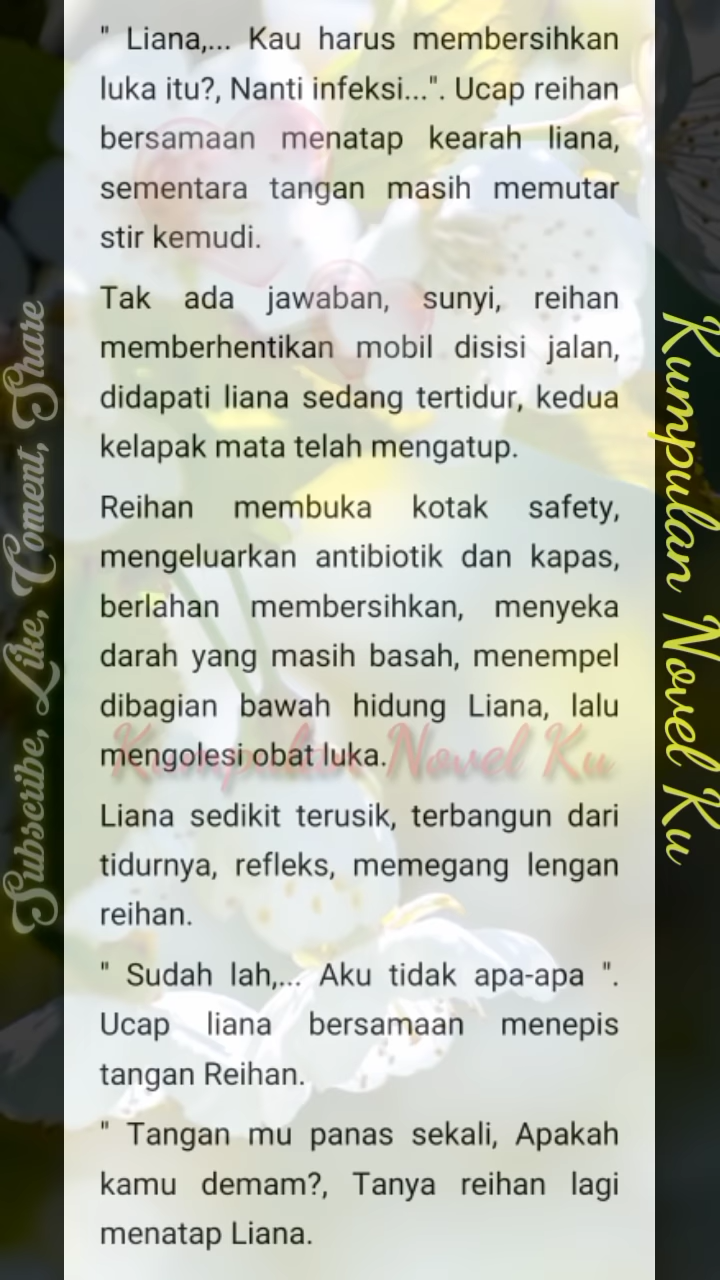 " Liana,... Kau harus membersihkan
luka itu?, Nanti infeksi...". Ucap reihan
bersamaan menatap kearah liana,
sementara tangan masih memutar
stir kemudi.
Tak ada jawaban, sunyi, reihan
memberhentikan mobil disisi jalan,
didapati liana sedang tertidur, kedua
kelapak mata telah mengatup.
Reihan membuka kotak safety,
mengeluarkan antibiotik dan kapas,
berlahan membersihkan, menyeka
darah yang masih basah, menempel
dibagian bawah hidung Liana, lalu
mengolesi obat luka.
Kumpulan Novel Ku
Liana sedikit terusik, terbangun dari
tidurnya, refleks, memegang lengan
reihan.
" Sudah lah,... Aku tidak apa-apa ".
Ucap liana bersamaan menepis
tangan Reihan.
" Tangan mu panas sekali, Apakah
kamu demam?, Tanya reihan lagi
menatap Liana.
Subscribe, Like, Coment, Share
Kumpulan Novel Ku